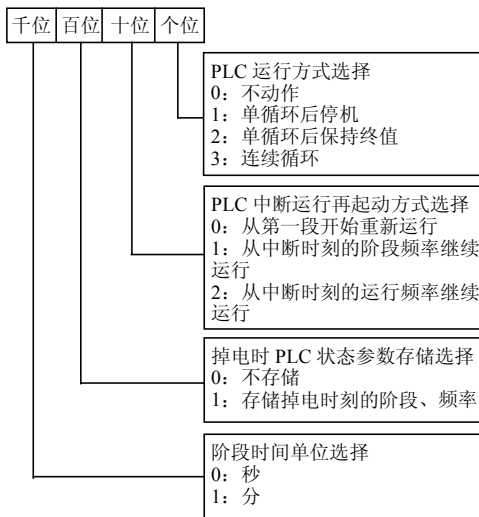 千位 百位 十位 个位
PLC 运行方式选择
0：不动作
1：单循环后停机
2：单循环后保持终值
3：连续循环
PLC 中断运行再起动方式选择
0：从第一段开始重新运行
1：从中断时刻的阶段频率继续
运行
2：从中断时刻的运行频率继续
运行
掉电时 PLC 状态参数存储选择
0：不存储
1：存储掉电时刻的阶段、频率
阶段时间单位选择
0：秒
1：分